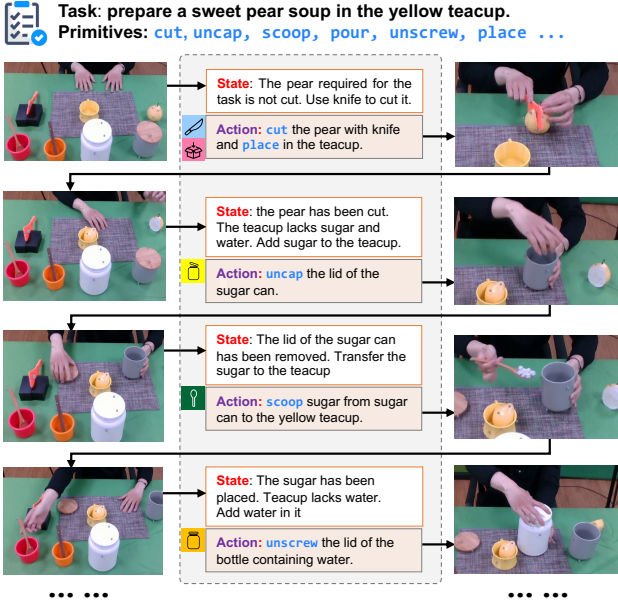 Task: prepare a sweet pear soup in the yellow teacup.
Primitives: cut, uncap, scoop, pour, unscrew, place ...
State: The pear required for the
task is not cut. Use knife to cut it.
Action: cut the pear with knife
and place in the teacup.
State: the pear has been cut.
The teacup lacks sugar and
water. Add sugar to the teacup.
Action: uncap the lid of the
sugar can.
State: The lid of the sugar can
has been removed. Transfer the
sugar to the teacup
Action: scoop sugar from sugar
can to the yellow teacup.
State: The sugar has been
placed. Teacup lacks water.
Add water in it
Action: unscrew the lid of the
bottle containing water.
... ... ... ...